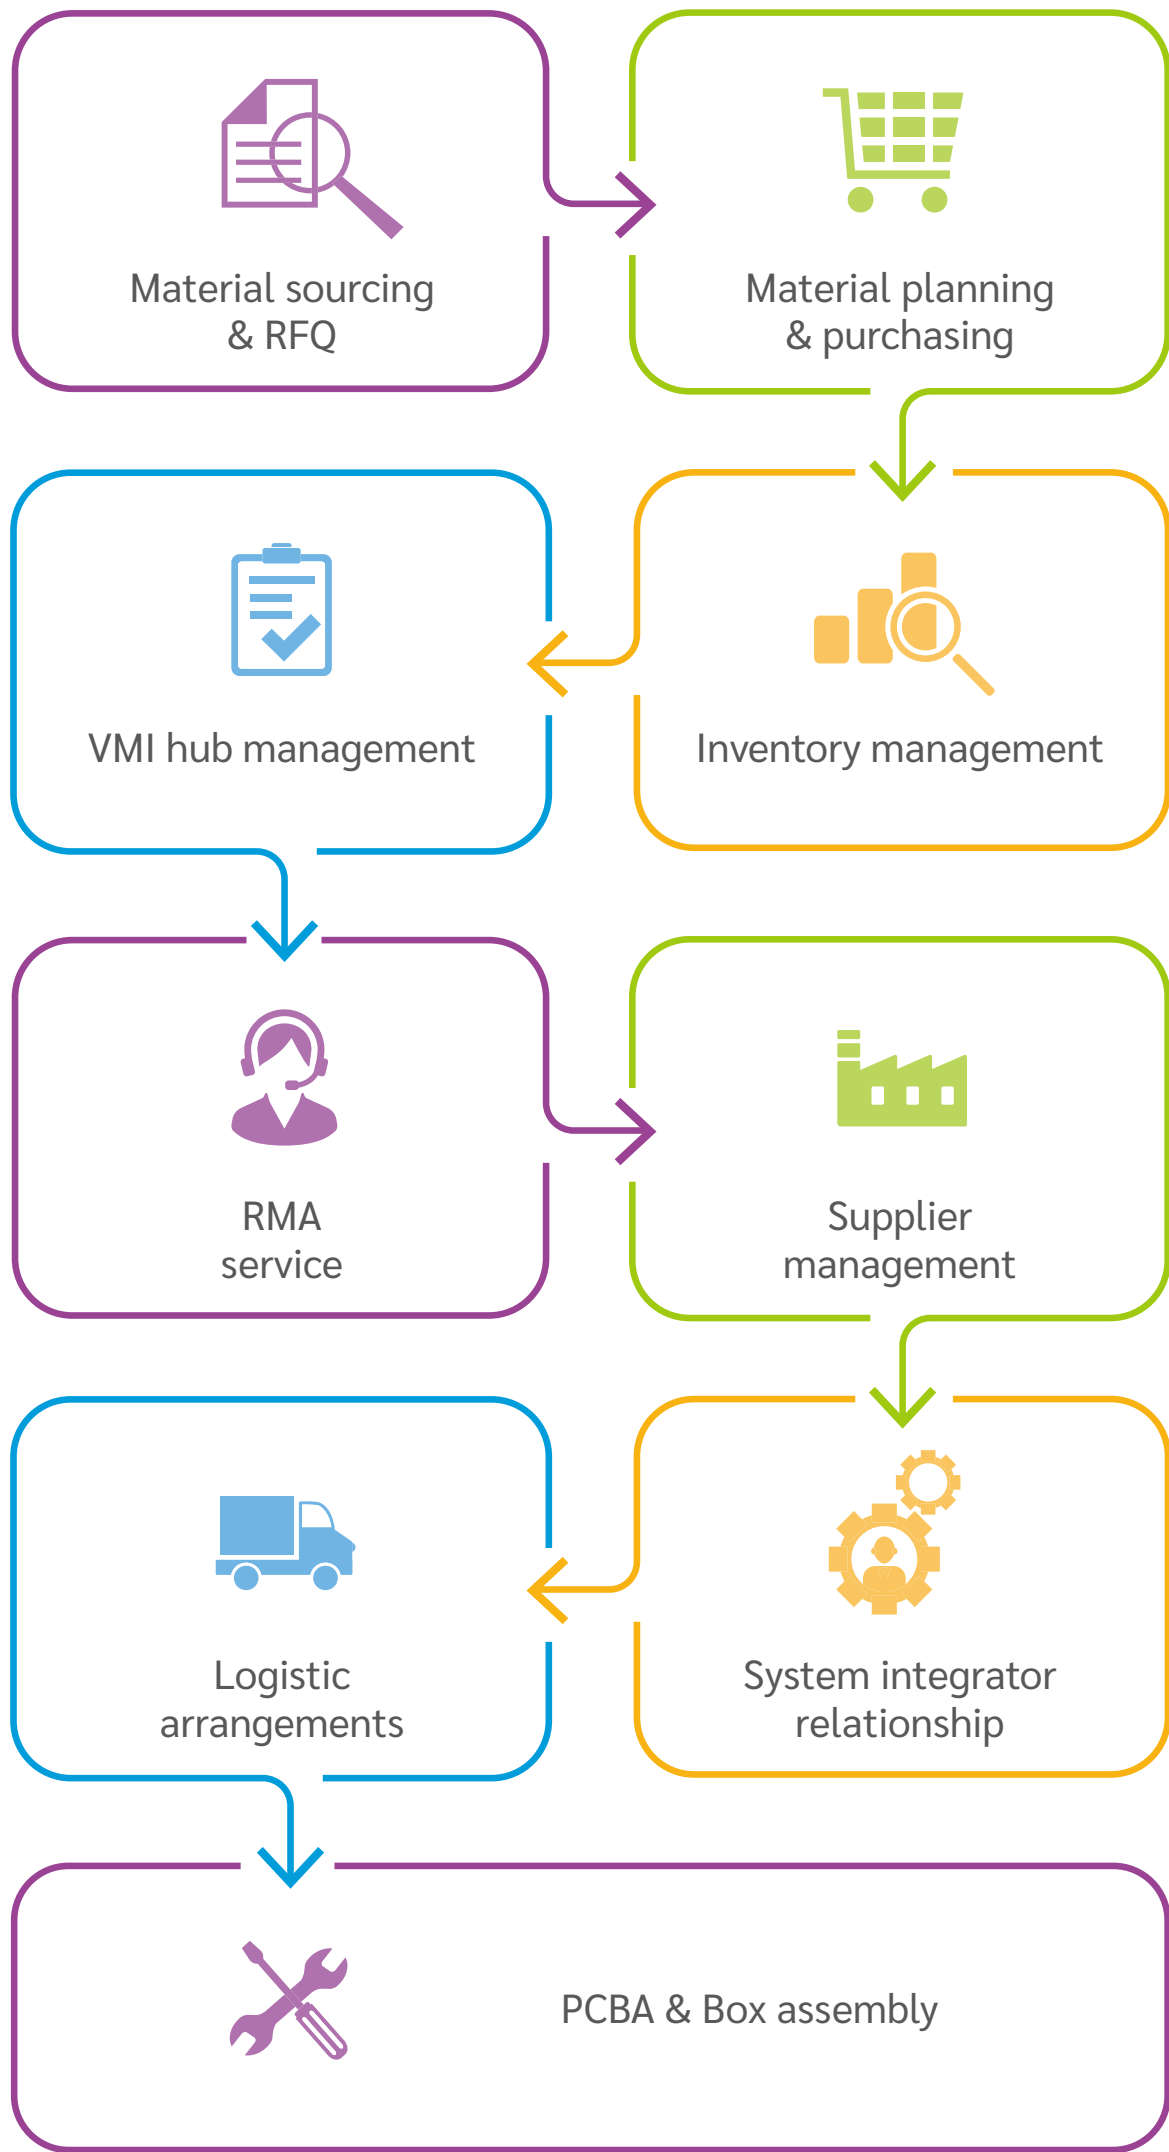 Material sourcing
& RFQ
Material planning
& purchasing
VMI hub management
Inventory management
RMA
service
Supplier
management
Logistic
arrangements
System integrator
relationship
PCBA & Box assembly